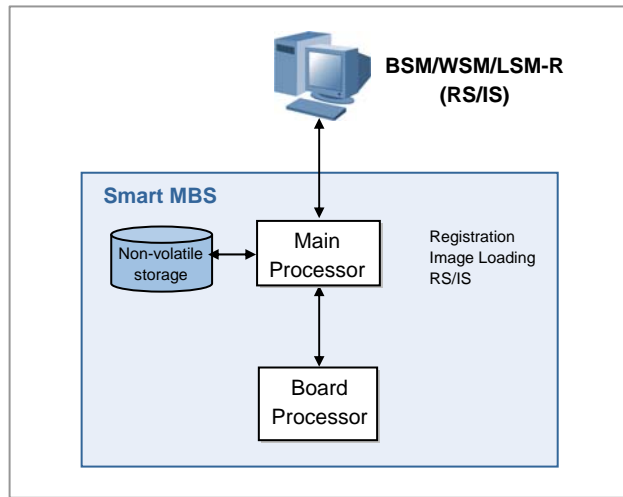 BSM/WSM/LSM-R
(RS/IS)
Smart MBS
Non-volatile
storage
Main
Processor
Registration
Image Loading
RS/IS
Board
Processor